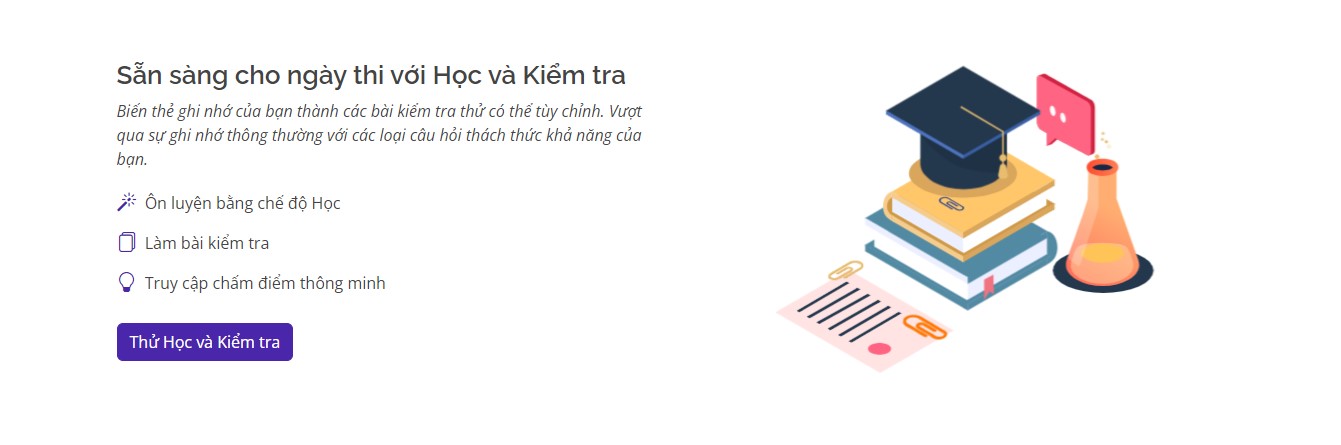 Sẵn sàng cho ngày thi với Học và Kiểm tra
Biến thẻ ghi nhớ của bạn thành các bài kiểm tra thử có thể tùy chỉnh. Vượt
qua sự ghi nhớ thông thường với các loại câu hỏi thách thức khả năng của
bạn.
Ôn luyện bằng chế độ Học
Làm bài kiểm tra
Truy cập chấm điểm thông minh
Thử Học và Kiểm tra